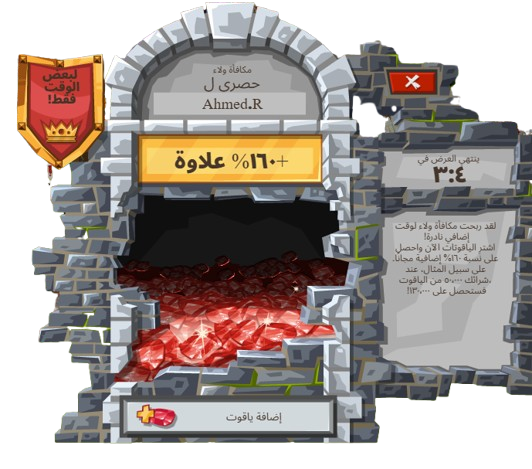 لبعض
الوقت
فقط!
مكافأة ولاء
حصرى ل
Ahmed.R
+١٦٠% علاوة
ينتهي العرض في
٣:٤
لقد ربحت مكافأة ولاء لوقت
إضافي نادرة!
اشتر الياقوتات الآن واحصل
على نسبة ١٦٠% إضافية مجانا.
على سبيل المثال، عند
شرائك ٥٠,٠٠٠ من الياقوت،
فستحصل على ١٣٠,٠٠٠!
إضافة ياقوت